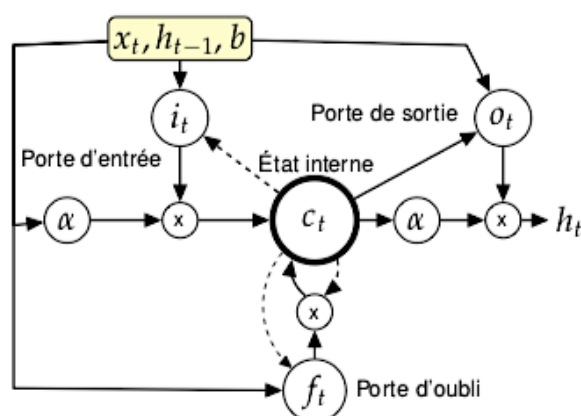 x_t, h_{t-1}, b
i_t
Porte de sortie
o_t
Porte d'entrée
État interne
α
x
c_t
α
x
h_t
x
f_t
Porte d'oubli